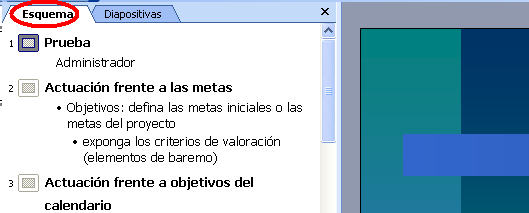 Esquema Diapositivas
1 Prueba
Administrador
2 Actuación frente a las metas
• Objetivos: defina las metas iniciales o las
metas del proyecto
• exponga los criterios de valoración
(elementos de baremo)
3 Actuación frente a objetivos del
calendario